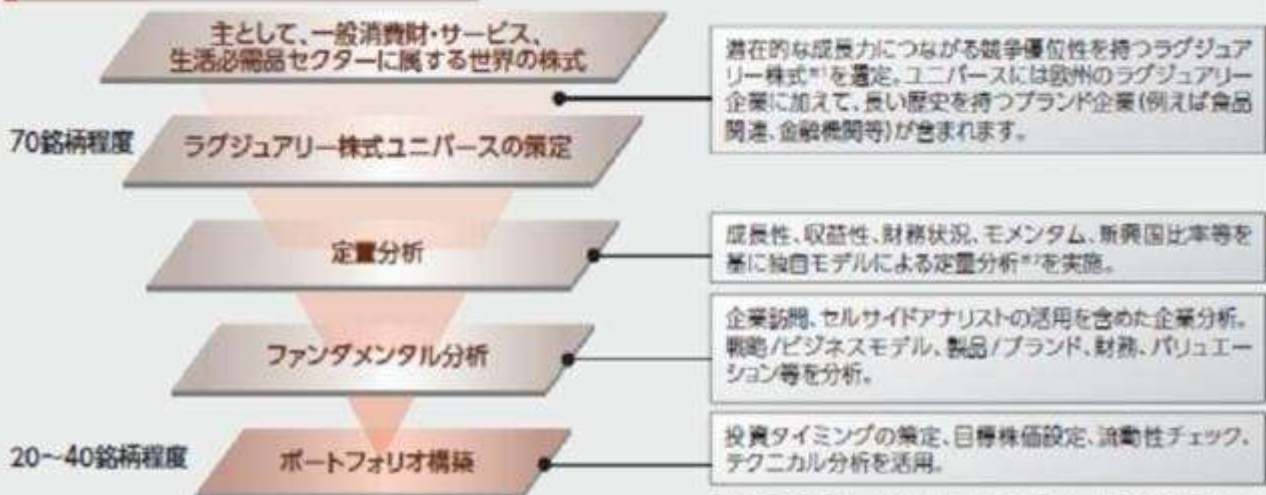 主として、一般消費財・サービス、
生活必需品セクターに属する世界の株式
潜在的な成長力につながる競争優位性を持つラグジュア
リー株式※1を選定。ユニバースには欧州のラグジュアリー
企業に加えて、長い歴史を持つブランド企業(例えば食品
関連、金融機関等)が含まれます。
70銘柄程度
ラグジュアリー株式ユニバースの策定
定量分析
成長性、収益性、財務状況、モメンタム、新興国比率等を
基に独自モデルによる定量分析※2を実施。
ファンダメンタル分析
企業訪問、セルサイドアナリストの活用を含めた企業分析。
戦略/ビジネスモデル、製品/ブランド、財務、バリュエー
ション等を分析。
20〜40銘柄程度
ポートフォリオ構築
投資タイミングの策定、目標株価設定、流動性チェック、
テクニカル分析を活用。